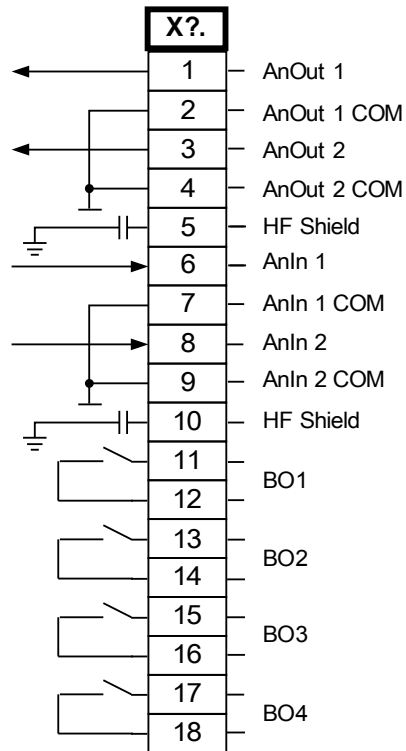 X?.
1 AnOut 1
2 AnOut 1 COM
3 AnOut 2
4 AnOut 2 COM
5 HF Shield
6 AnIn 1
7 AnIn 1 COM
8 AnIn 2
9 AnIn 2 COM
10 HF Shield
11
BO1
12
13
BO2
14
15
BO3
16
17
BO4
18